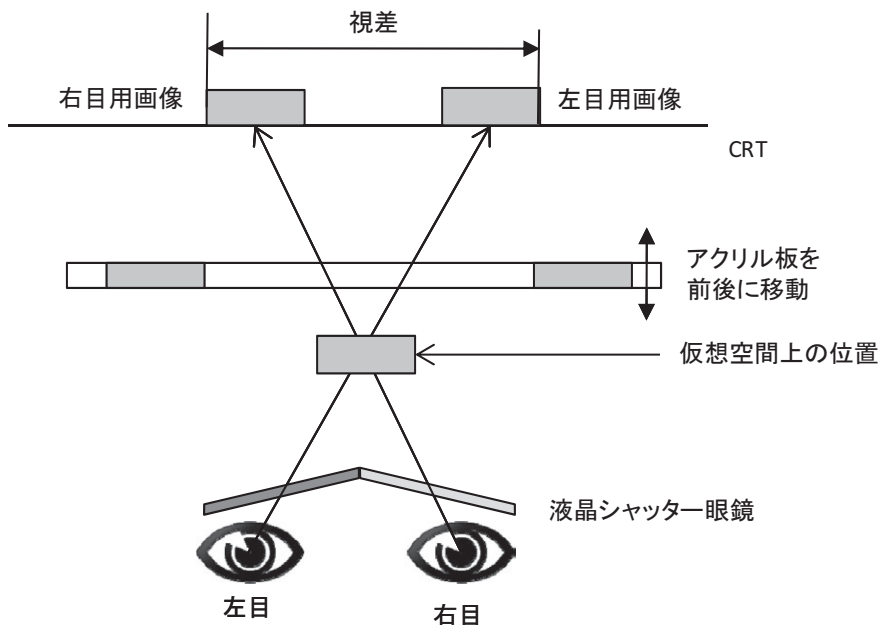 視差
右目用画像
左目用画像
CRT
アクリル板を
前後に移動
仮想空間上の位置
液晶シャッター眼鏡
左目
右目